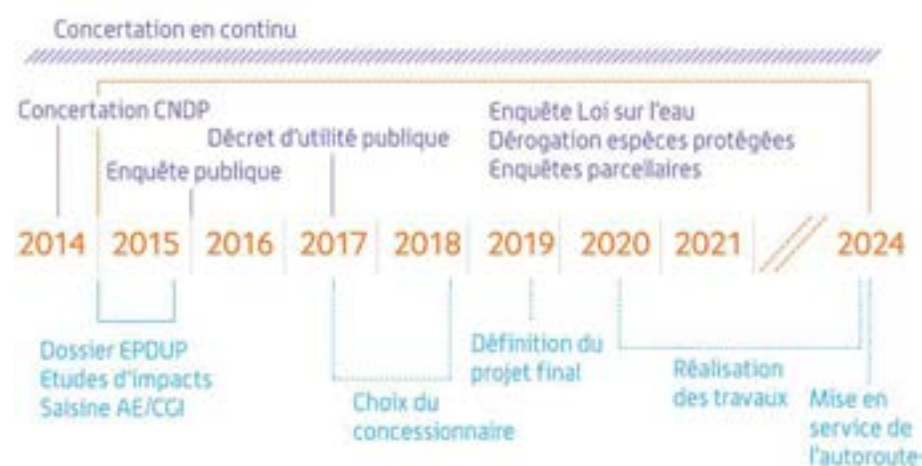 Concertation en continu
Concertation CNDP
Décret d'utilité publique
Enquête publique
Enquête Loi sur l'eau
Dérogation espèces protégées
Enquêtes parcellaires
2014 2015 2016 2017 2018 2019 2020 2021 2024
Dossier EPDUP
Etudes d'impacts
Saisine AE/CGI
Choix du
concessionnaire
Définition du
projet final
Réalisation
des travaux
Mise en
service de
l'autoroute